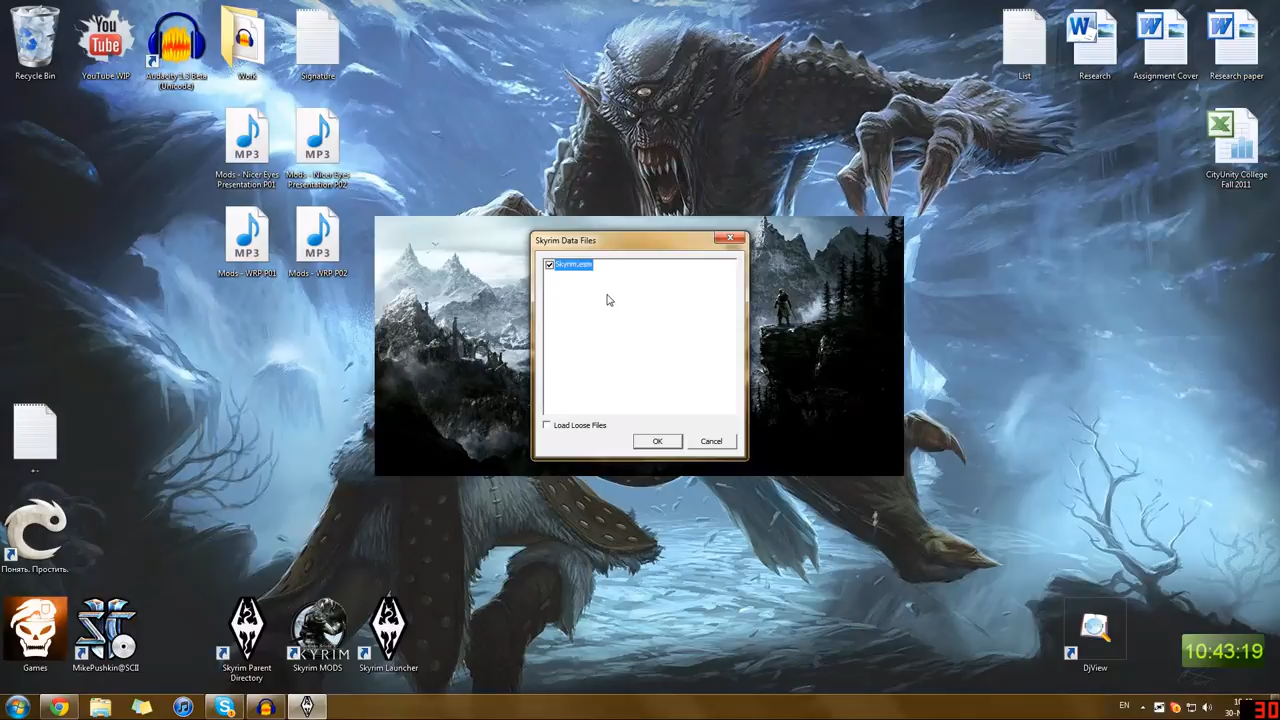 You
Tube
Recycle Bin
YouTube WIP
Audacity 1.3 Beta
(Unicode)
Work
Signature
List
Research
Assignment Cover
Research paper
MP3
MP3
Mods - Nicer Eyes
Presentation P01
Mods - Nicer Eyes
Presentation P02
CityUnity College
Fall 2011
MP3
MP3
Mods - WRP P01
Mods - WRP P02
Skyrim Data Files
Skyrim.esm
Load Loose Files
OK
Cancel
Понять. Простить.
Games
MikePushkin@SCII
Skyrim Parent
Directory
SKYRIM
Skyrim MODS
Skyrim Launcher
DjView
10:43:19
EN
30